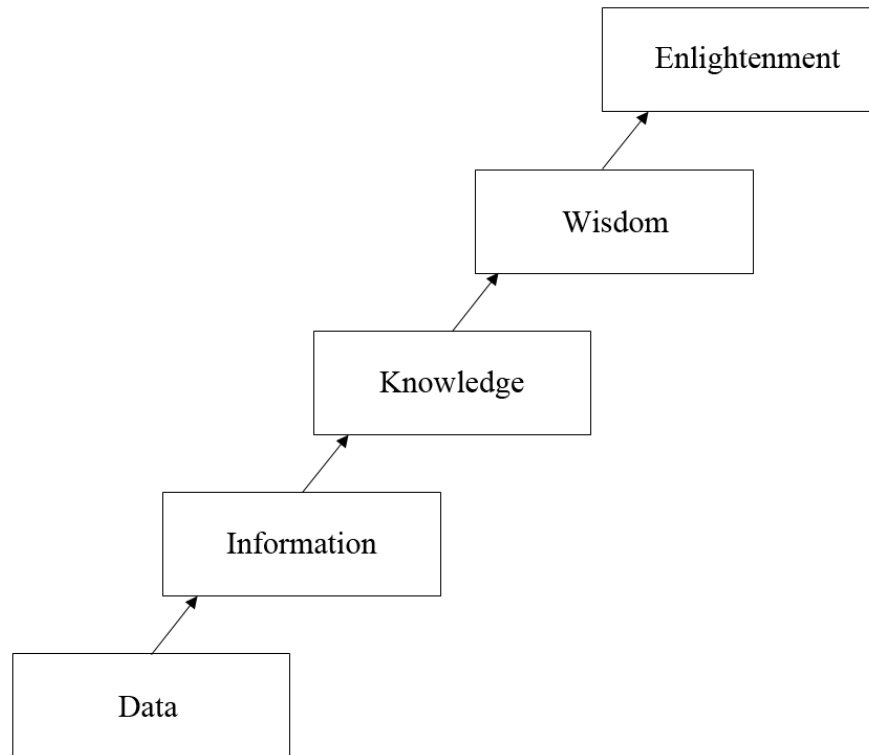 Enlightenment
Wisdom
Knowledge
Information
Data